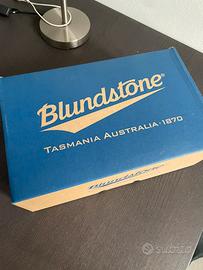 Blundstone®
TASMANIA AUSTRALIA·1870
Blundstone
subito